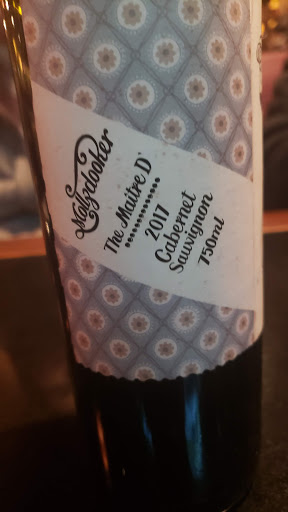 Mollydooker
The Maitre D'
2017
Cabernet
Sauvignon
750ml